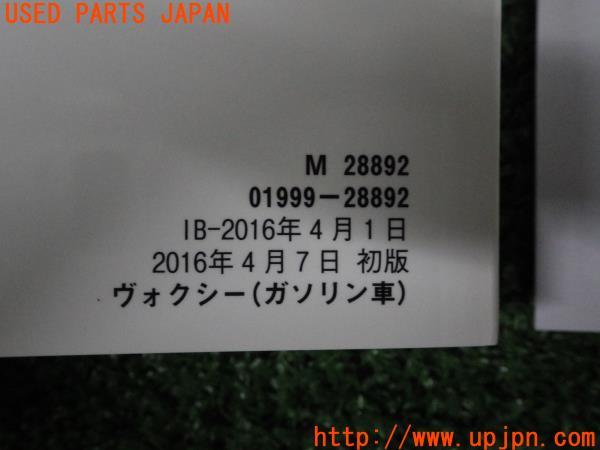 USED PARTS JAPAN
M 28892
01999-28892
IB-2016年4月1日
2016年4月7日 初版
ヴォクシー(ガソリン車)
http://www.upjpn.com